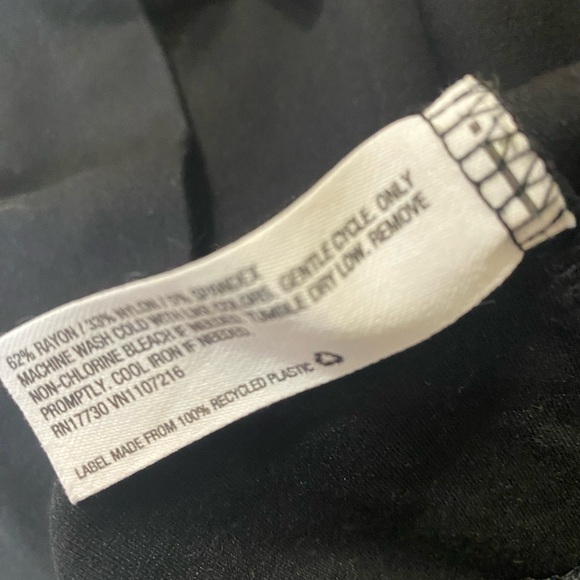 62% RAYON / 33% NYLON / 5% SPANDEX
MACHINE WASH COLD WITH LIKE COLORS. GENTLE CYCLE. ONLY
NON-CHLORINE BLEACH IF NEEDED. TUMBLE DRY LOW. REMOVE
PROMPTLY. COOL IRON IF NEEDED
RN17730 VN1107216
LABEL MADE FROM 100% RECYCLED PLASTIC